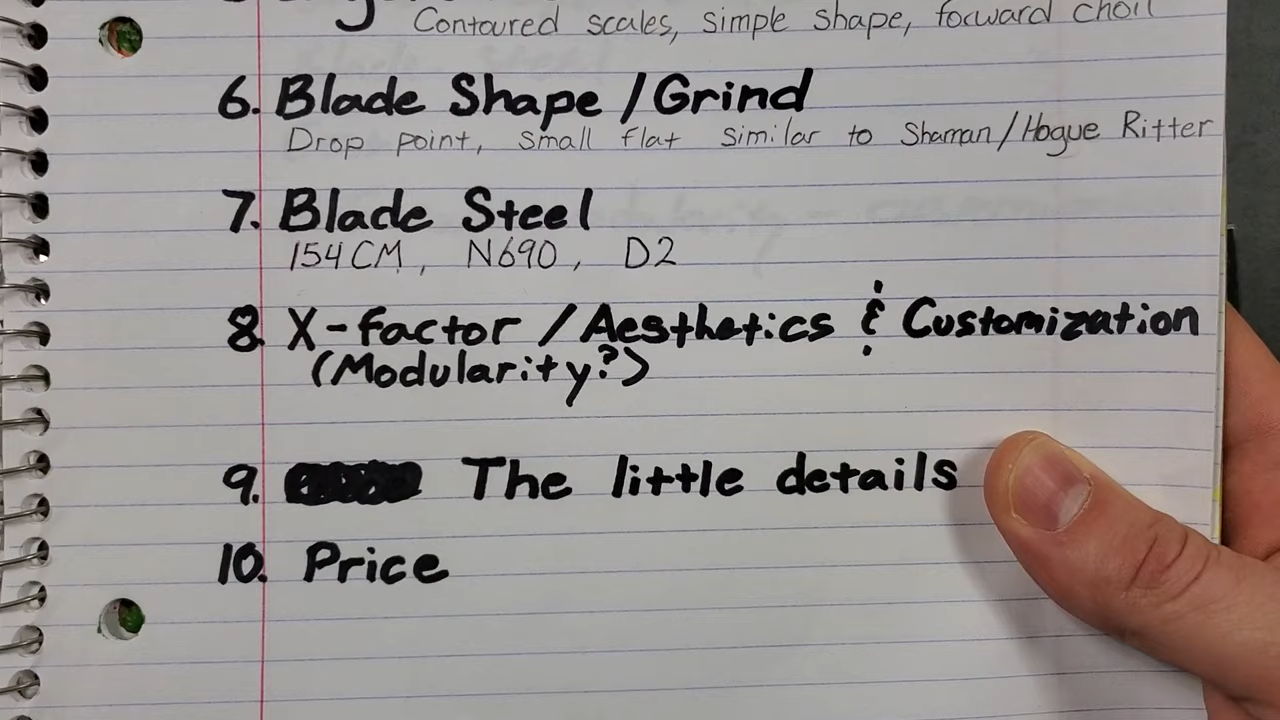 Contoured scales, simple shape, forward choil
6. Blade Shape / Grind
Drop point, small flat similar to Shaman/Hogue Ritter
7. Blade Steel
154CM, N690, D2
8. X-factor / Aesthetics & Customization
(Modularity?)
9. The little details
10. Price